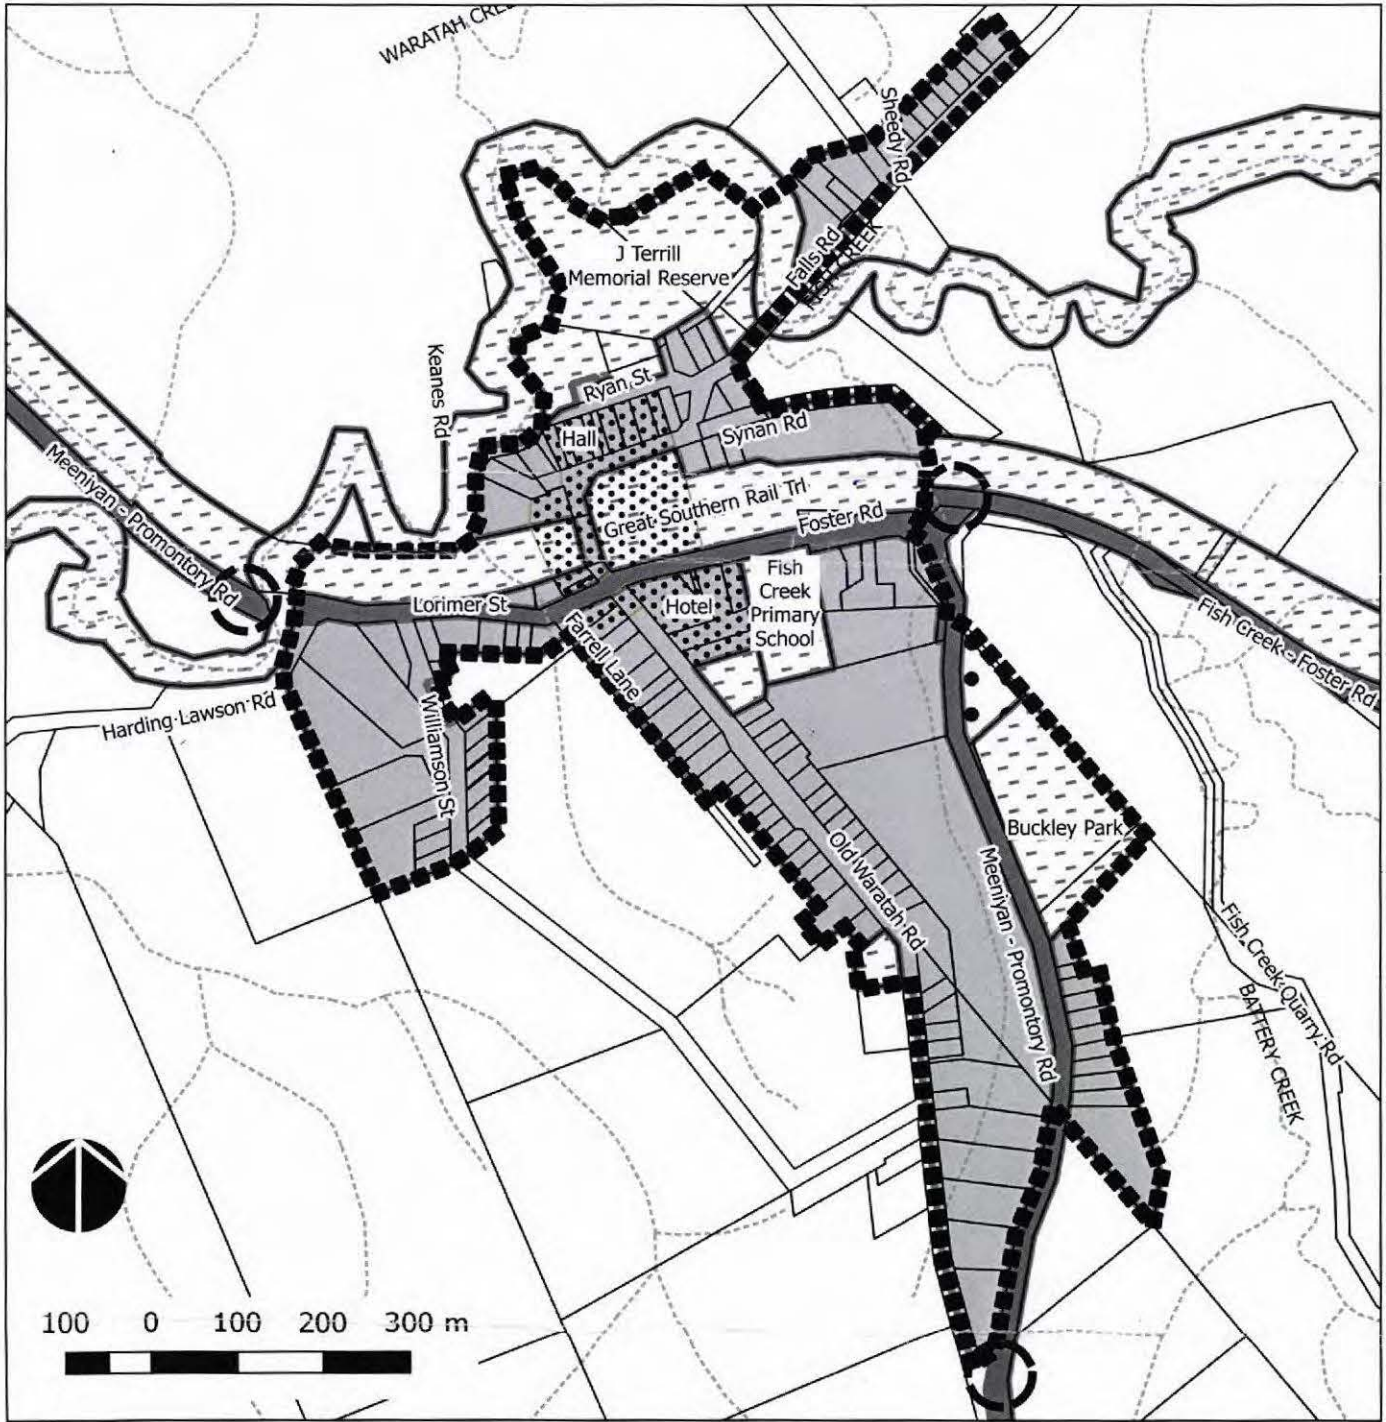 WARATAH CREE
Sheedy Rd
J Terrill
Memorial Reserve
Falls Rd
FISH CREEK
Keanes Rd
Ryan St
Hall
Synan Rd
Meeniyan - Promontory Rd
Great Southern Rail Trl
Foster Rd
Lorimer St
Farrell Lane
Hotel
Fish
Creek
Primary
School
Fish Creek - Foster Rd
Harding Lawson Rd
Williamson St
Buckley Park
Old Waratah Rd
Meeniyan - Promontory Rd
Fish Creek Quarry Rd
BATTERY CREEK
100 0 100 200 300 m